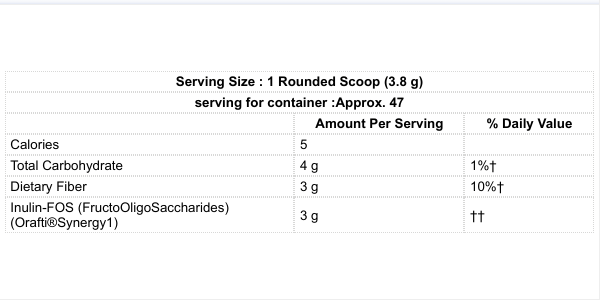 Serving Size : 1 Rounded Scoop (3.8 g)
serving for container :Approx. 47
Amount Per Serving % Daily Value
Calories 5
Total Carbohydrate 4 g 1%†
Dietary Fiber 3 g 10%†
Inulin-FOS (FructoOligoSaccharides)
(Orafti®Synergy1) 3 g ††